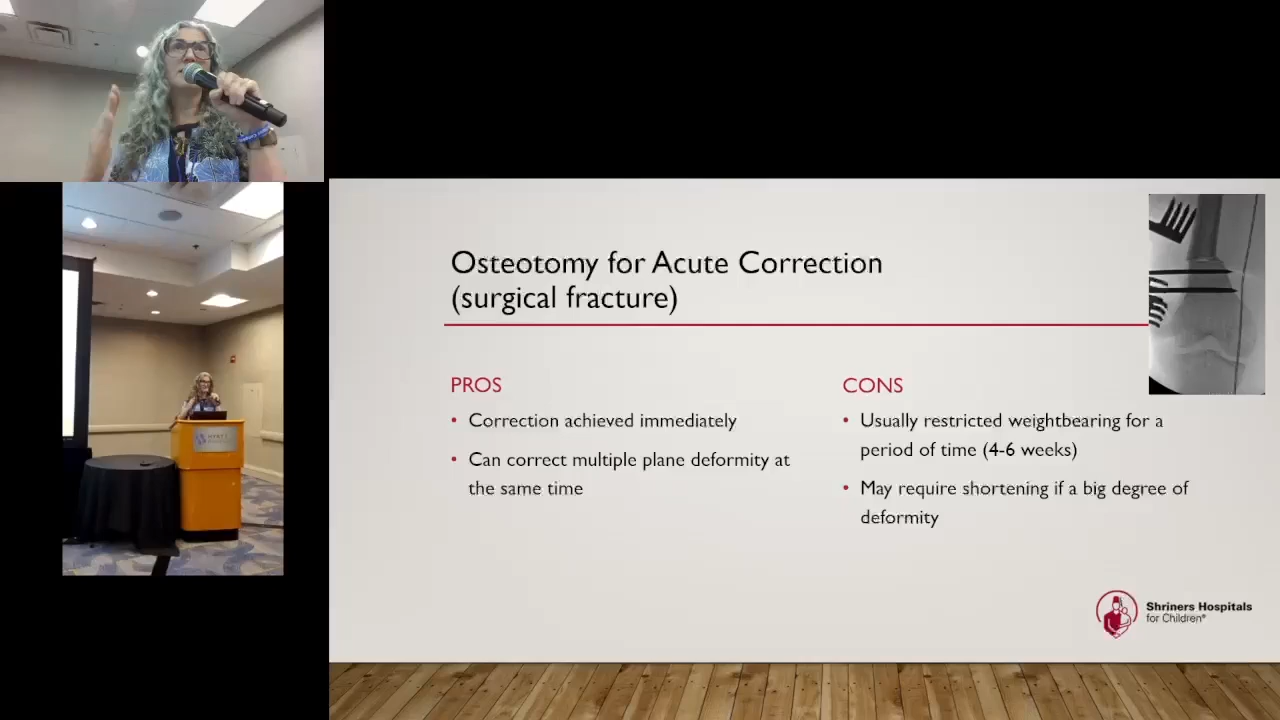 Osteotomy for Acute Correction
(surgical fracture)
PROS
• Correction achieved immediately
• Can correct multiple plane deformity at
the same time
CONS
• Usually restricted weightbearing for a
period of time (4-6 weeks)
• May require shortening if a big degree of
deformity
Shriners Hospitals
for Children®
HYATT